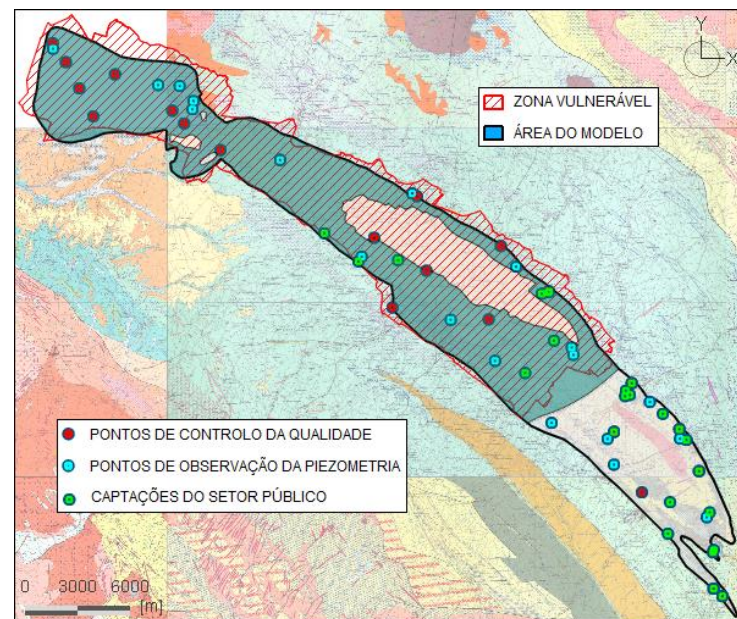 Y
X
ZONA VULNERÁVEL
ÁREA DO MODELO
PONTOS DE CONTROLO DA QUALIDADE
PONTOS DE OBSERVAÇÃO DA PIEZOMETRIA
CAPTAÇÕES DO SETOR PÚBLICO
0 3000 6000
[m]